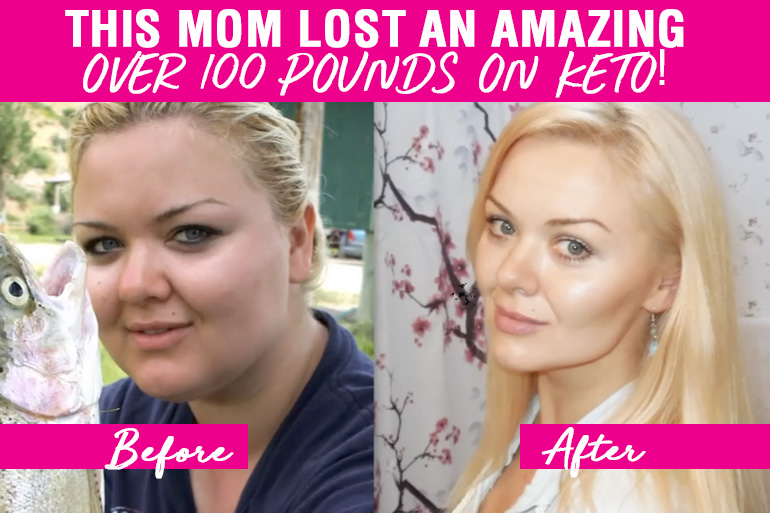 THIS MOM LOST AN AMAZING
OVER 100 POUNDS ON KETO!
Before
After